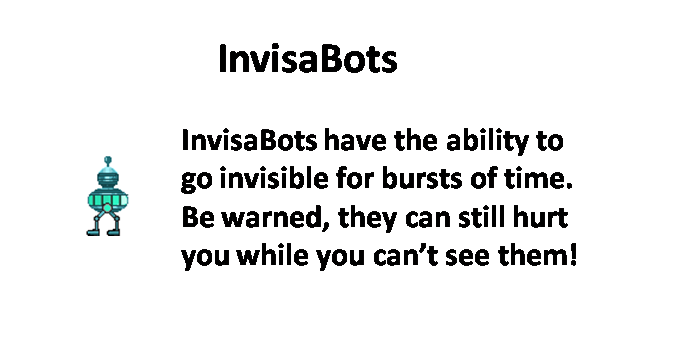 InvisaBots
InvisaBots have the ability to
go invisible for bursts of time.
Be warned, they can still hurt
you while you can’t see them!